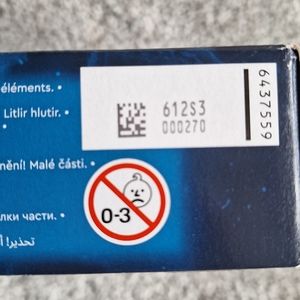 éléments. •
Litlir hlutir. •
•
nění! Malé části. •
лки части. •
تحذير! أ
612S3
000270
6437559
0-3